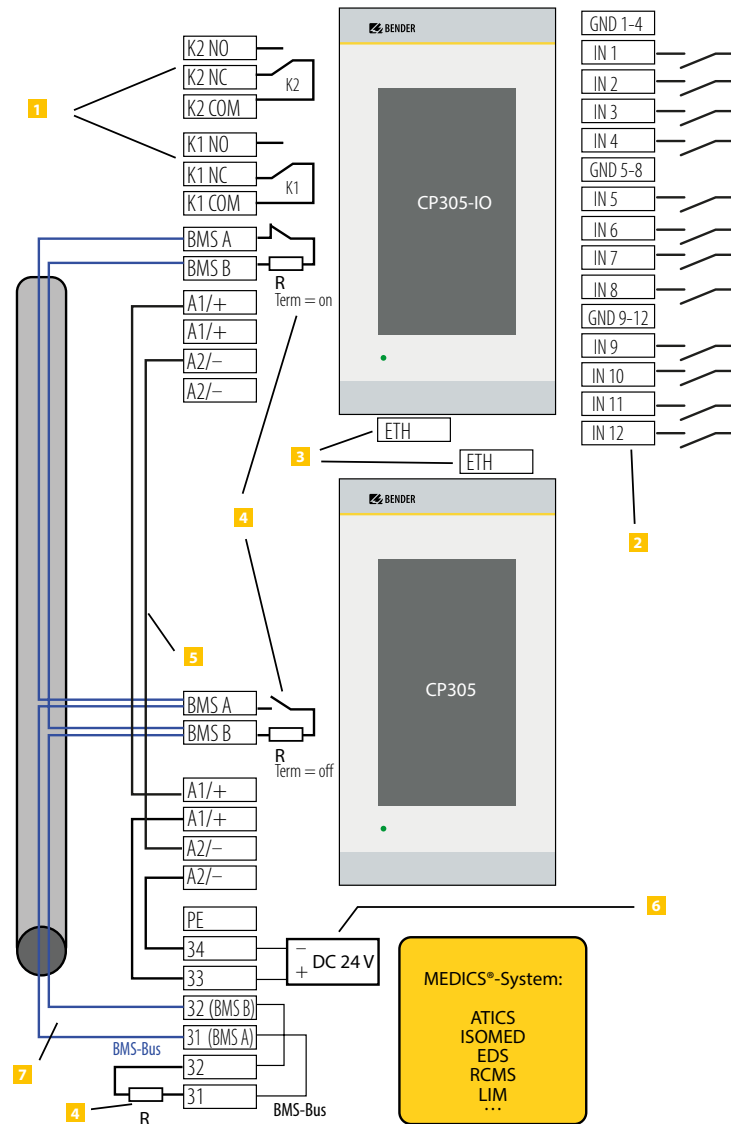 BENDER
K2 NO
K2 NC
K2 COM
K2
1
K1 NO
K1 NC
K1 COM
K1
BMS A
BMS B
R
Term = on
A1/+
A1/+
A2/−
A2/−
CP305-IO
GND 1-4
IN 1
IN 2
IN 3
IN 4
GND 5-8
IN 5
IN 6
IN 7
IN 8
GND 9-12
IN 9
IN 10
IN 11
IN 12
2
ETH
3
ETH
4
BENDER
CP305
5
BMS A
BMS B
R
Term = off
A1/+
A1/+
A2/−
A2/−
PE
34
33
− DC 24 V
+
6
32 (BMS B)
31 (BMS A)
32
31
BMS-Bus
7
4
R
BMS-Bus
MEDICS®-System:
ATICS
ISOMED
EDS
RCMS
LIM
...